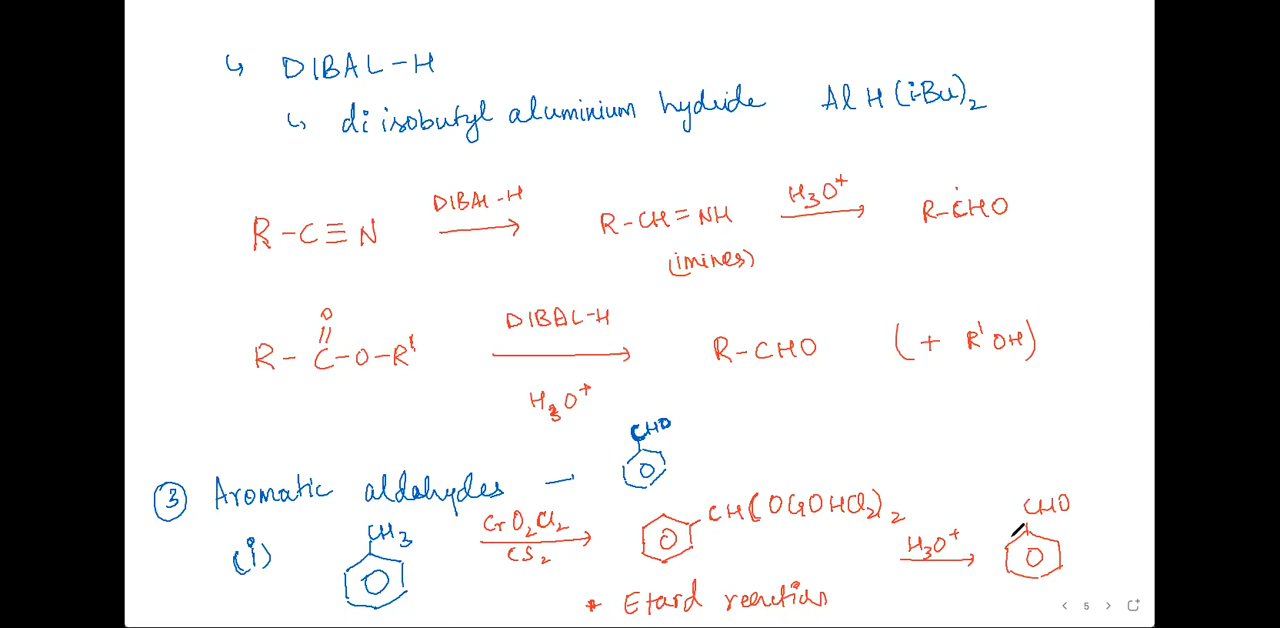 ↳ DIBAL-H
↳ di isobutyl aluminium hydride AlH(i-Bu)2
R-C≡N DIBAL-H R-CH=NH H3O+ R-CHO
(imines)
O
R-C-O-R' DIBAL-H R-CHO (+ R'OH)
H3O+
CHO
③ Aromatic aldehydes —
(i) CH3 CrO2Cl2 CH(OCrOHCl2)2 H3O+ CHO
CS2
* Etard reaction
< 5 >